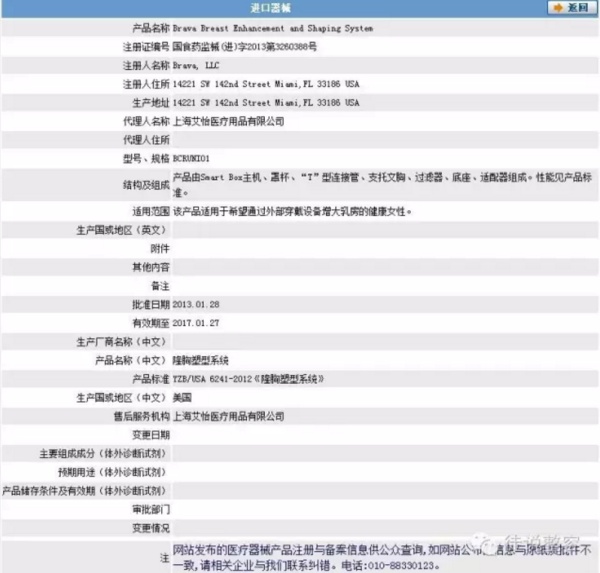 进口器械
返回
产品名称 Brava Breast Enhancement and Shaping System
注册证编号 国食药监械(进)字2013第3260388号
注册人名称 Brava, LLC
注册人住所 14221 SW 142nd Street Miami,FL 33186 USA
生产地址 14221 SW 142nd Street Miami,FL 33186 USA
代理人名称 上海艾怡医疗用品有限公司
代理人住所
型号、规格 BCRUNI01
结构及组成 产品由Smart Box主机、罩杯、“T”型连接管、支托文胸、过滤器、底座、适配器组成。性能见产品标
准。
适用范围 该产品适用于希望通过外部穿戴设备增大乳房的健康女性。
生产国或地区（英文）
附件
其他内容
备注
批准日期 2013.01.28
有效期至 2017.01.27
生产厂商名称（中文）
产品名称（中文） 隆胸塑型系统
产品标准 YZB/USA 6241-2012《隆胸塑型系统》
生产国或地区（中文） 美国
售后服务机构 上海艾怡医疗用品有限公司
变更日期
主要组成成分（体外诊断试剂）
预期用途（体外诊断试剂）
产品储存条件及有效期（体外诊断试剂）
审批部门
变更情况
注 网站发布的医疗器械产品注册与备案信息供公众查询,如网站公布信息与原纸质批件不
一致,请相关企业与我们联系纠错。电话:010-88330123.